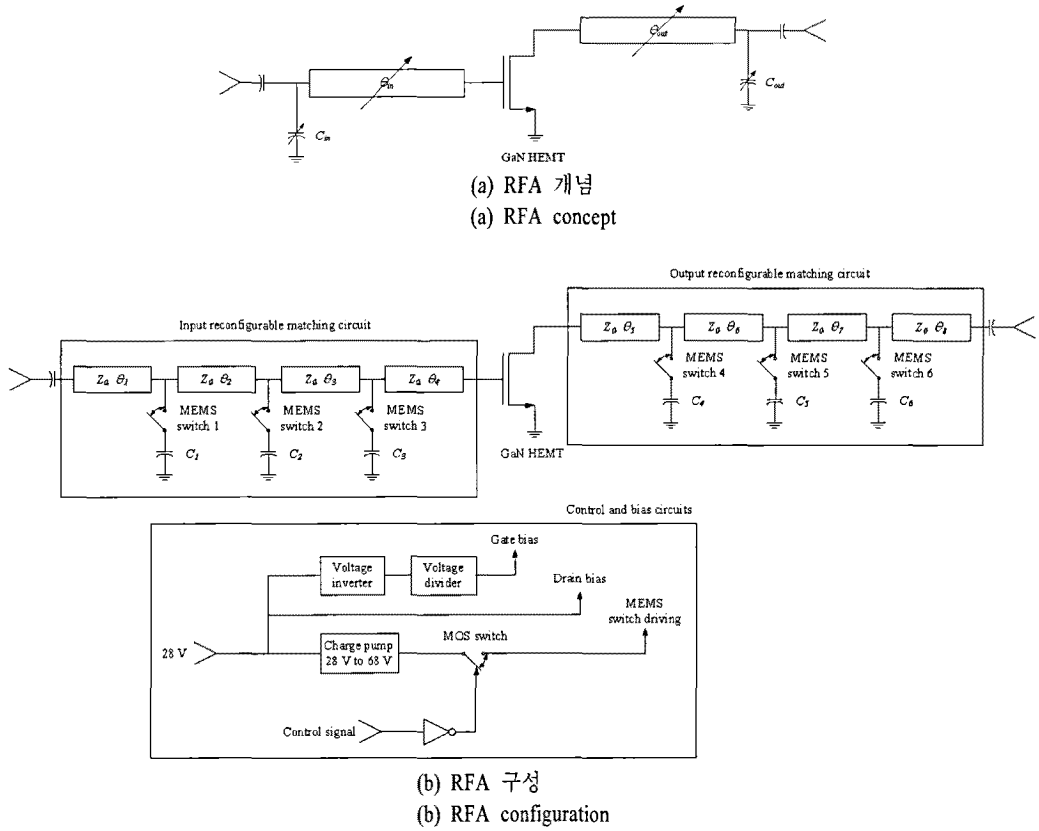 θin
Cin
θout
Cout
GaN HEMT
(a) RFA 개념
(a) RFA concept
Output reconfigurable matching circuit
Input reconfigurable matching circuit
Z0, θ5
Z0, θ6
Z0, θ7
Z0, θ8
MEMS
switch 4
MEMS
switch 5
MEMS
switch 6
C4
C5
C6
Z0, θ1
Z0, θ2
Z0, θ3
Z0, θ4
MEMS
switch 1
MEMS
switch 2
MEMS
switch 3
C1
C2
C3
GaN HEMT
Control and bias circuits
Gate bias
Voltage
inverter
Voltage
divider
Drain bias
MEMS
switch driving
28 V
Charge pump
28 V to 68 V
MOS switch
Control signal
(b) RFA 구성
(b) RFA configuration